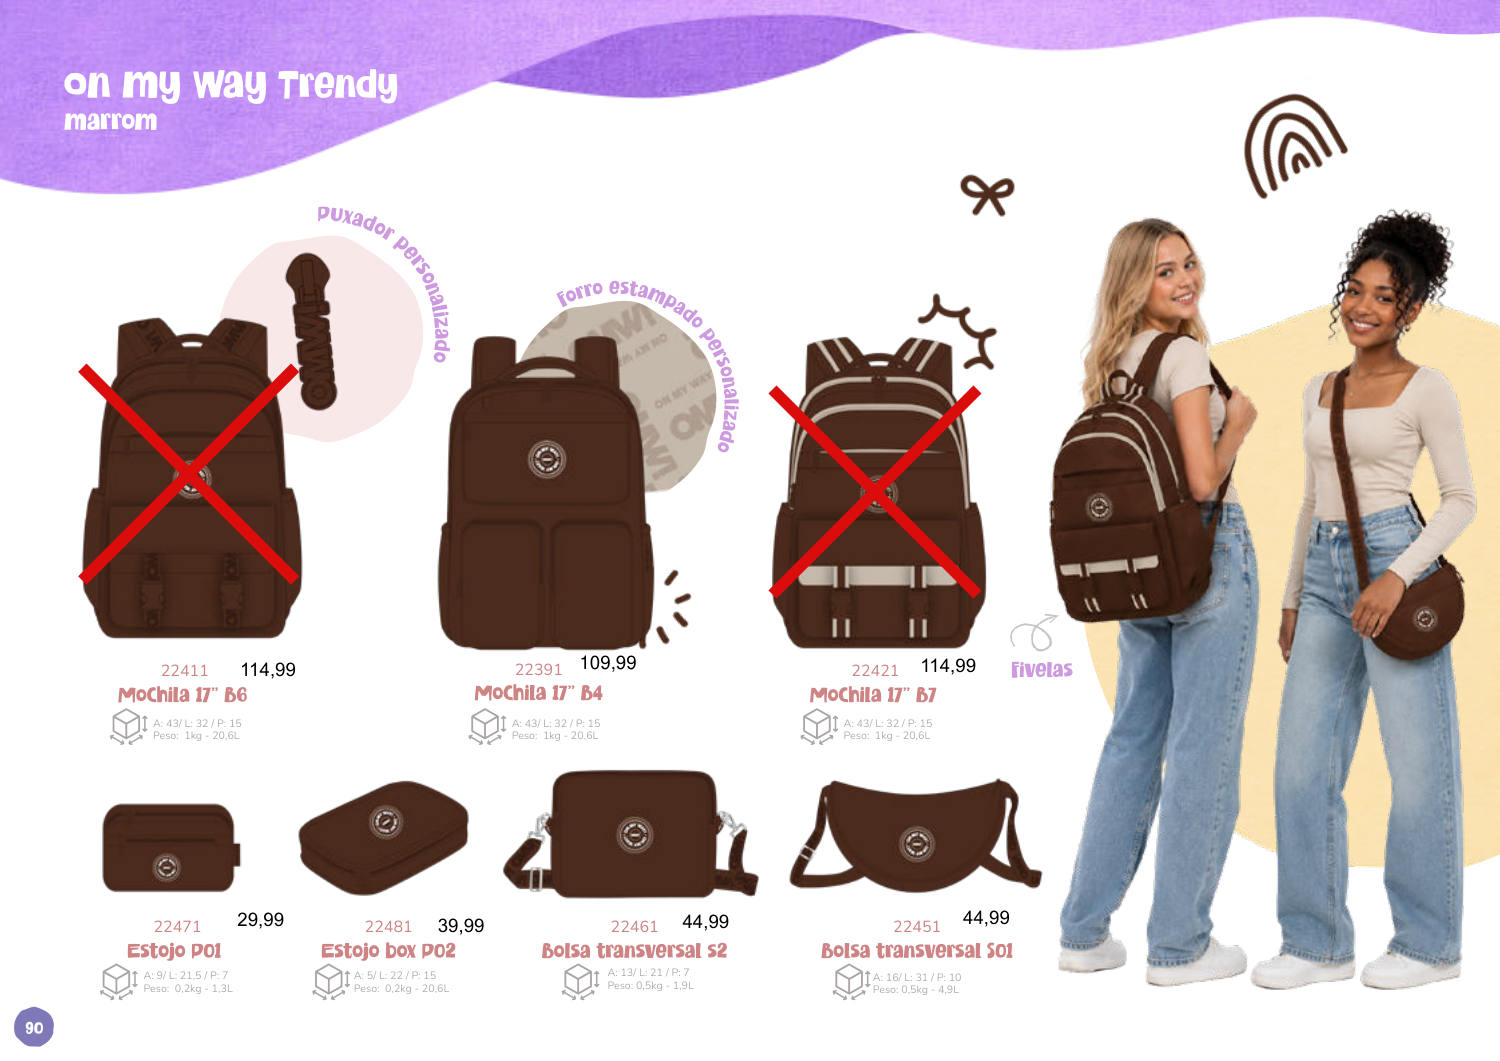 on my way Trendy
marrom
Puxador personalizado
Forro estampado personalizado
OMWT
ON MY WAY
22411 114,99
Mochila 17" B6
A: 43/ L: 32 / P: 15
Peso: 1kg - 20,6L
22391 109,99
Mochila 17" B4
A: 43/ L: 32 / P: 15
Peso: 1kg - 20.6L
22421 114,99
Mochila 17" B7
A: 43/ L: 32 / P: 15
Peso: 1kg - 20,6L
Fivelas
22471 29,99
Estojo P01
A: 9/ L: 21,5 / P: 7
Peso: 0,2kg - 1,3L
22481 39,99
Estojo box P02
A: 5/ L: 22 / P: 15
Peso: 0,2kg - 20,6L
22461 44,99
Bolsa transversal S2
A: 13/ L: 21 / P: 7
Peso: 0,5kg - 1,9L
22451 44,99
Bolsa transversal S01
A: 16/ L: 31 / P: 10
Peso: 0,5kg - 4,9L
90